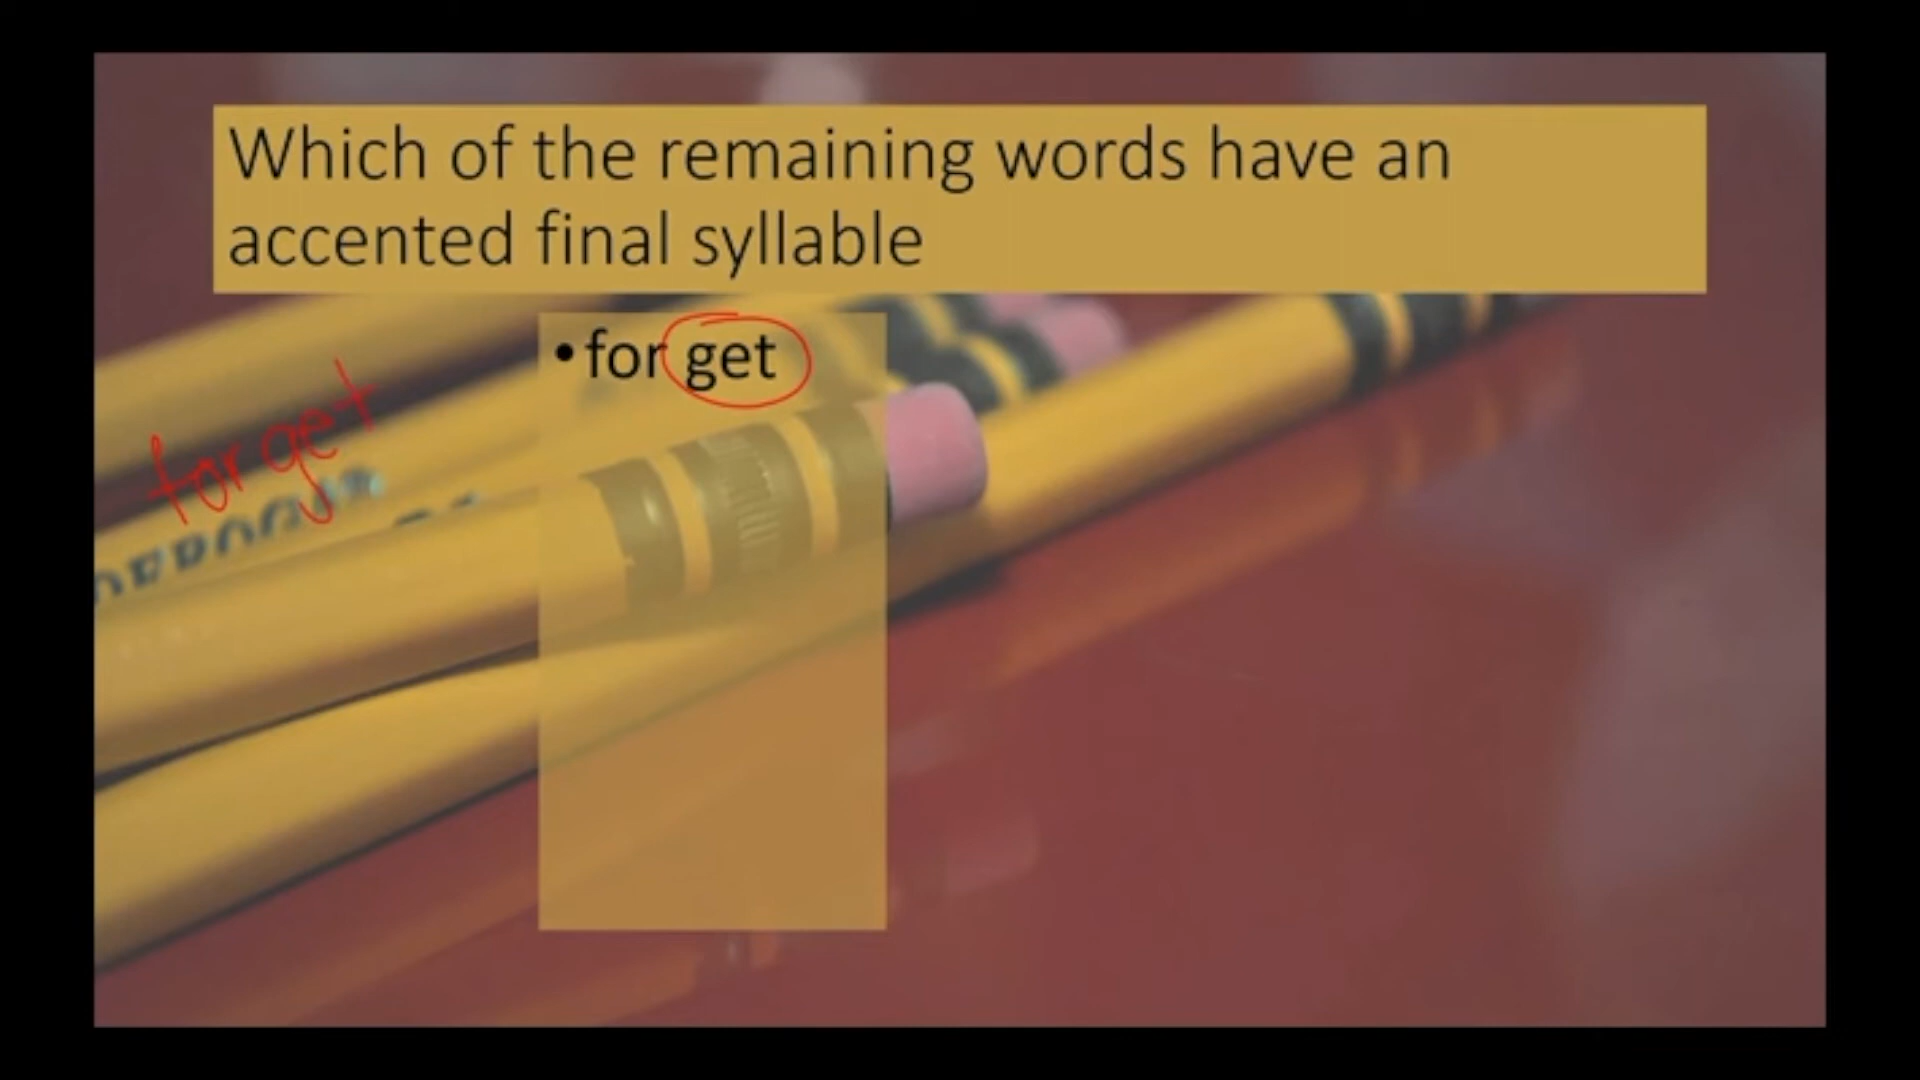 Which of the remaining words have an
accented final syllable
• for get
forget